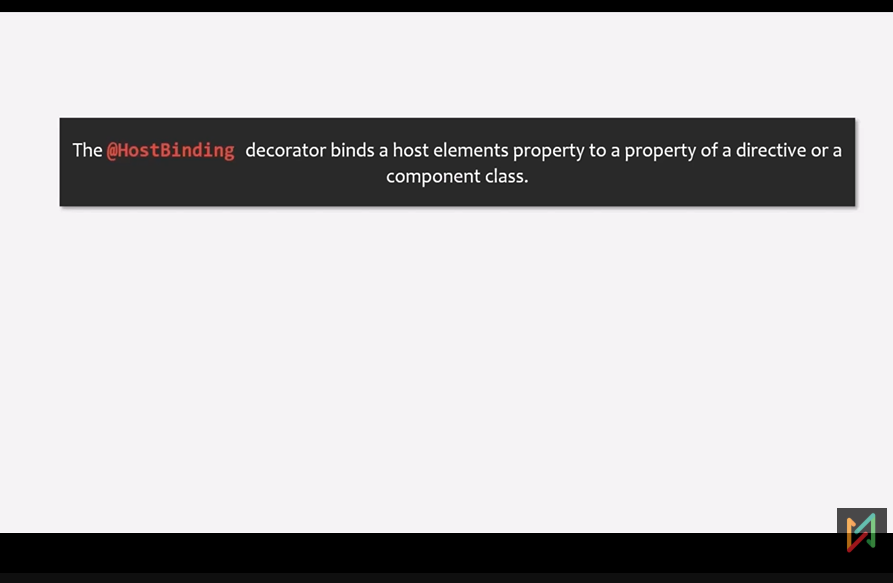 The @HostBinding decorator binds a host elements property to a property of a directive or a
component class.